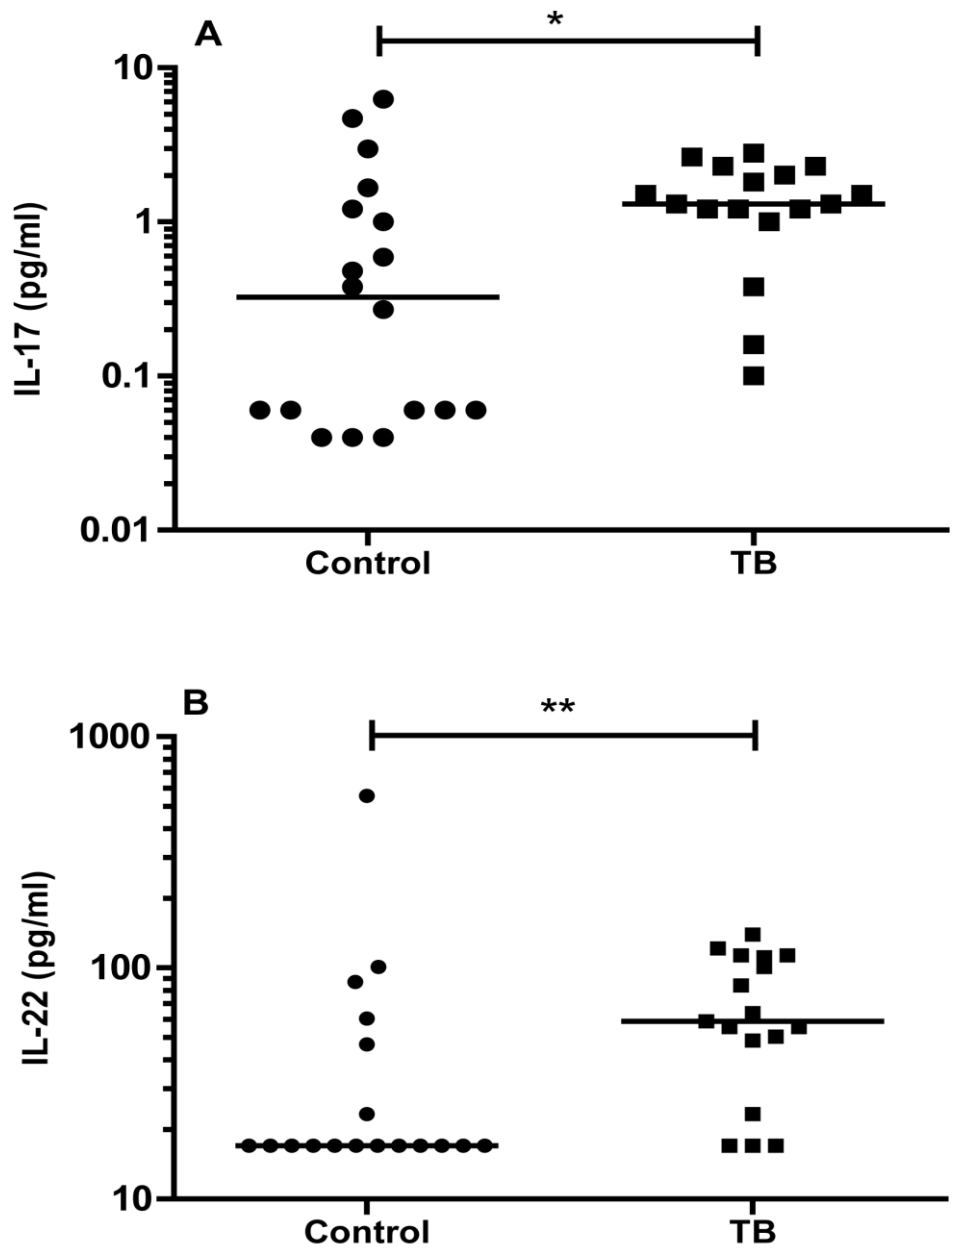 A
*
10
1
0.1
0.01
IL-17 (pg/ml)
Control TB
B
**
1000
100
10
IL-22 (pg/ml)
Control TB